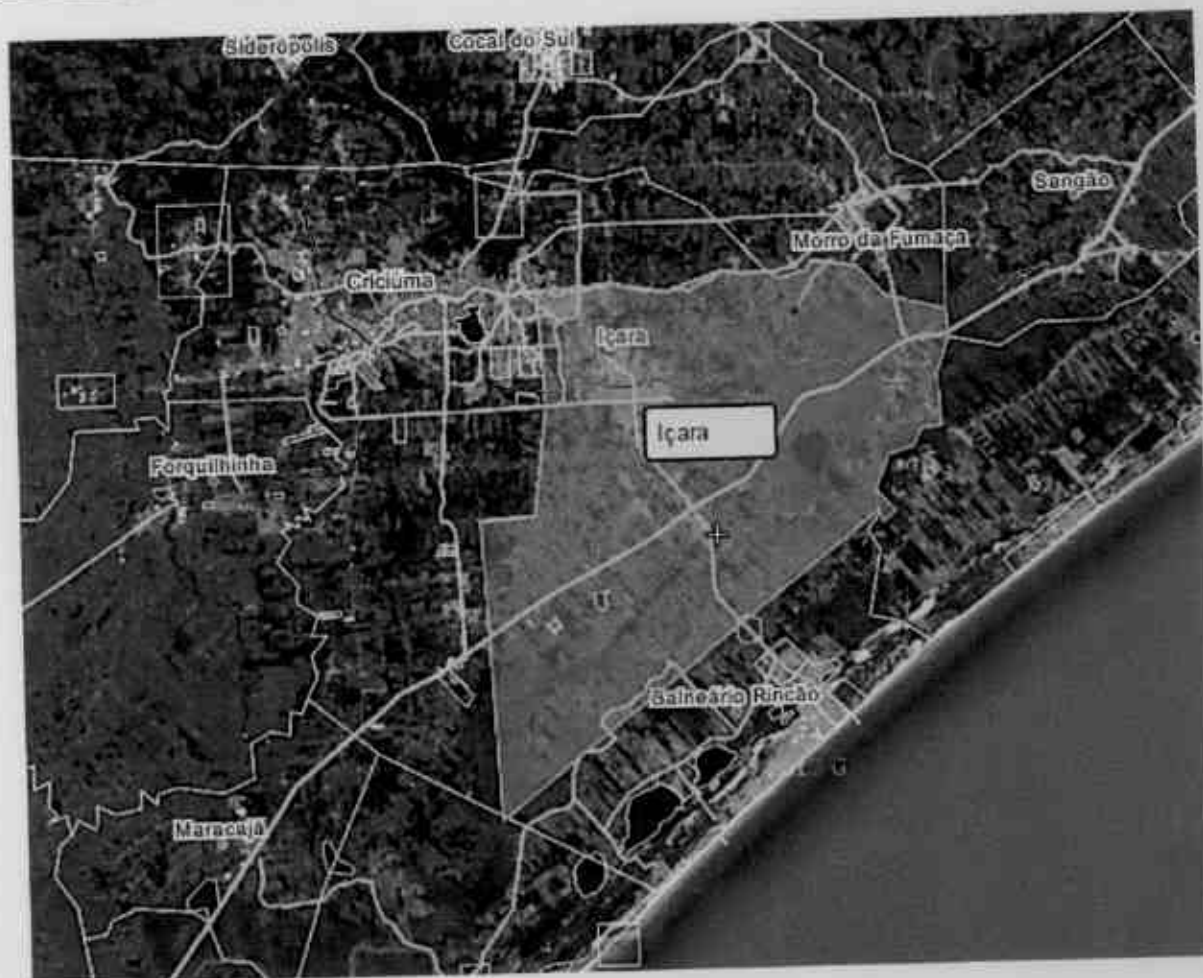 Siderópolis
Cocal do Sul
Sangão
Morro da Fumaça
Criciúma
Içara
Içara
Forquilhinha
Balneário Rincão
Maracajá